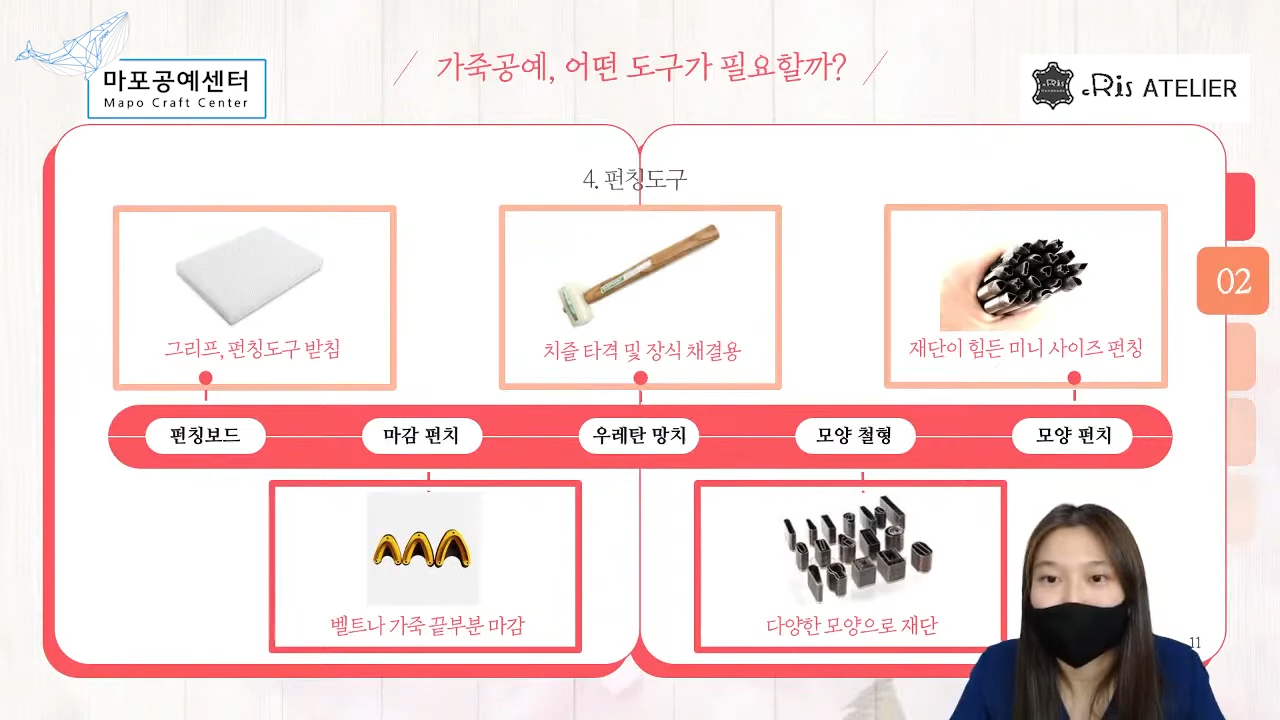 가죽공예, 어떤 도구가 필요할까?
마포공예센터
Mapo Craft Center
Ris ATELIER
4. 펀칭도구
그리프, 펀칭도구 받침
치즐 타격 및 장식 채결용
재단이 힘든 미니 사이즈 펀칭
02
펀칭보드
마감 펀치
우레탄 망치
모양 철형
모양 펀치
벨트나 가죽 끝부분 마감
다양한 모양으로 재단
11